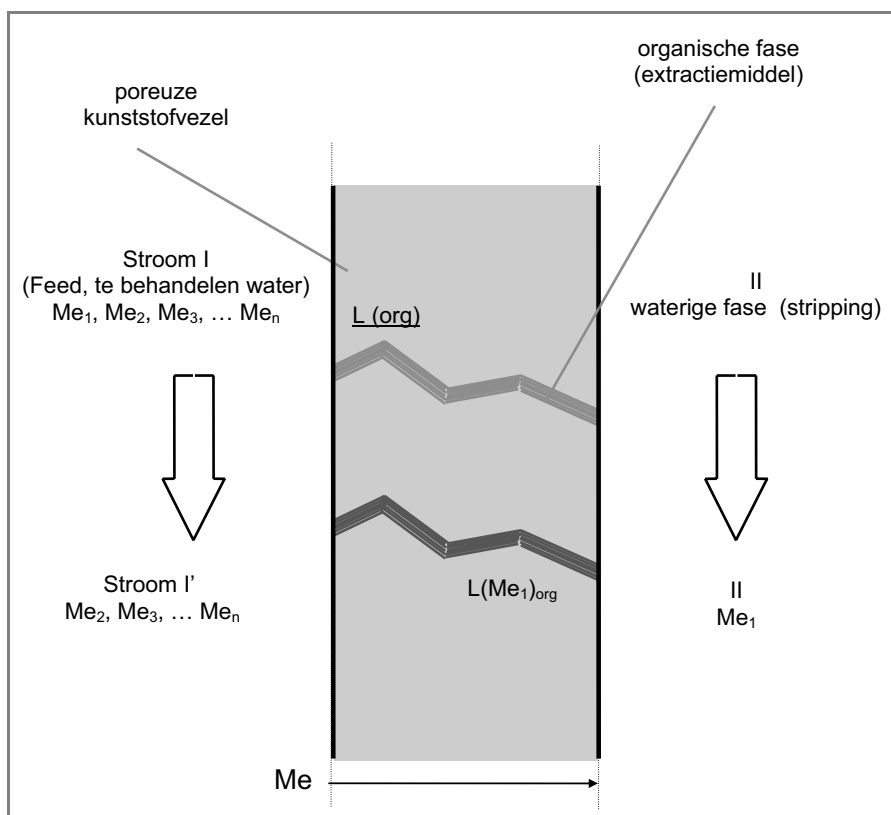 organische fase
(extractiemiddel)
poreuze
kunststofvezel
Stroom I
(Feed, te behandelen water)
Me₁, Me₂, Me₃, … Meₙ
L (org)
II
waterige fase (stripping)
Stroom I’
Me₂, Me₃, … Meₙ
L(Me₁)org
II
Me₁
Me